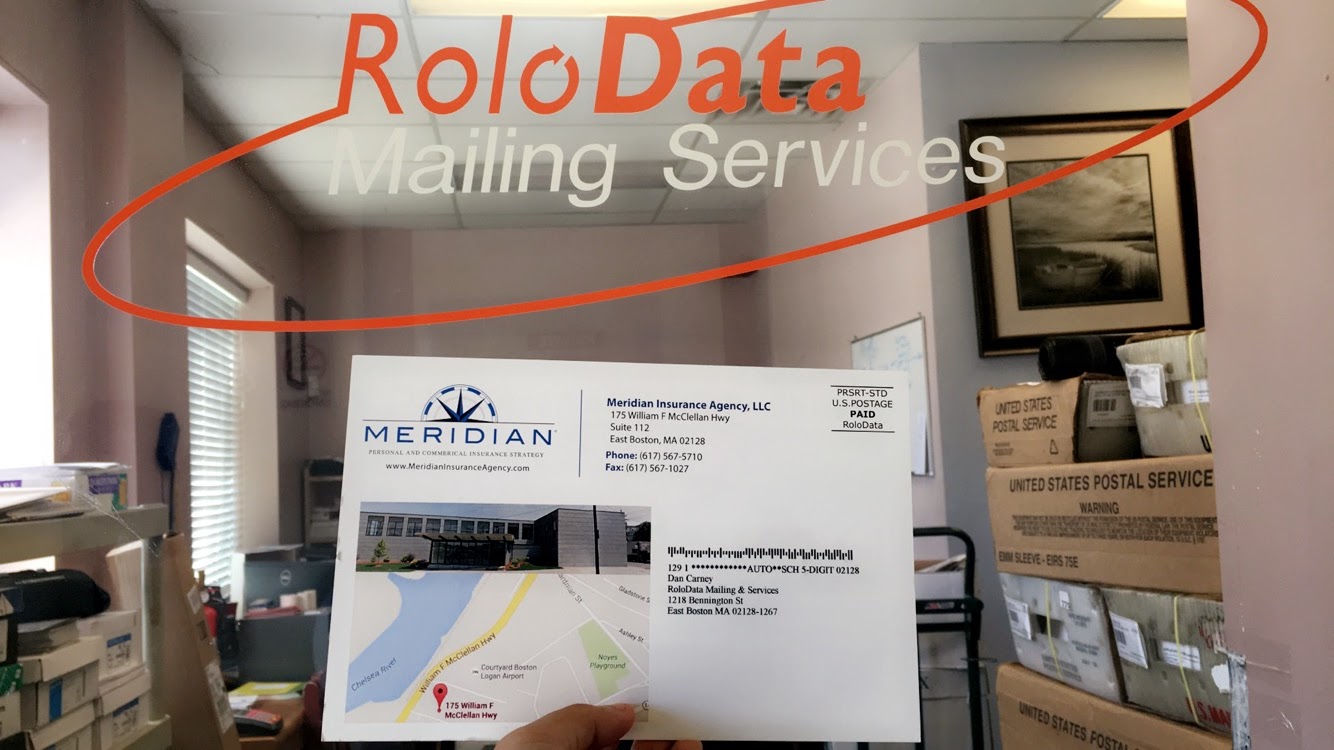 RoloData
Mailing Services
MERIDIAN
PERSONAL AND COMMERICAL INSURANCE STRATEGY
www.MeridianInsuranceAgency.com
Meridian Insurance Agency, LLC
175 William F McClellan Hwy
Suite 112
East Boston, MA 02128
Phone: (617) 567-5710
Fax: (617) 567-1027
PRSRT-STD
U.S.POSTAGE
PAID
RoloData
129 1 ************AUTO**SCH 5-DIGIT 02128
Dan Carney
RoloData Mailing & Services
1218 Bennington St
East Boston MA 02128-1267
Chelsea River
William F McClellan Hwy
Gladstone S
Ashley St
Noyes
Playground
Courtyard Boston
Logan Airport
175 William F
McClellan Hwy
UNITED STATES
POSTAL SERVICE
UNITED STATES POSTAL SERVICE
WARNING
EMM SLEEVE - EIRS 75E
U.S.MA
UNITED STATES POSTAL